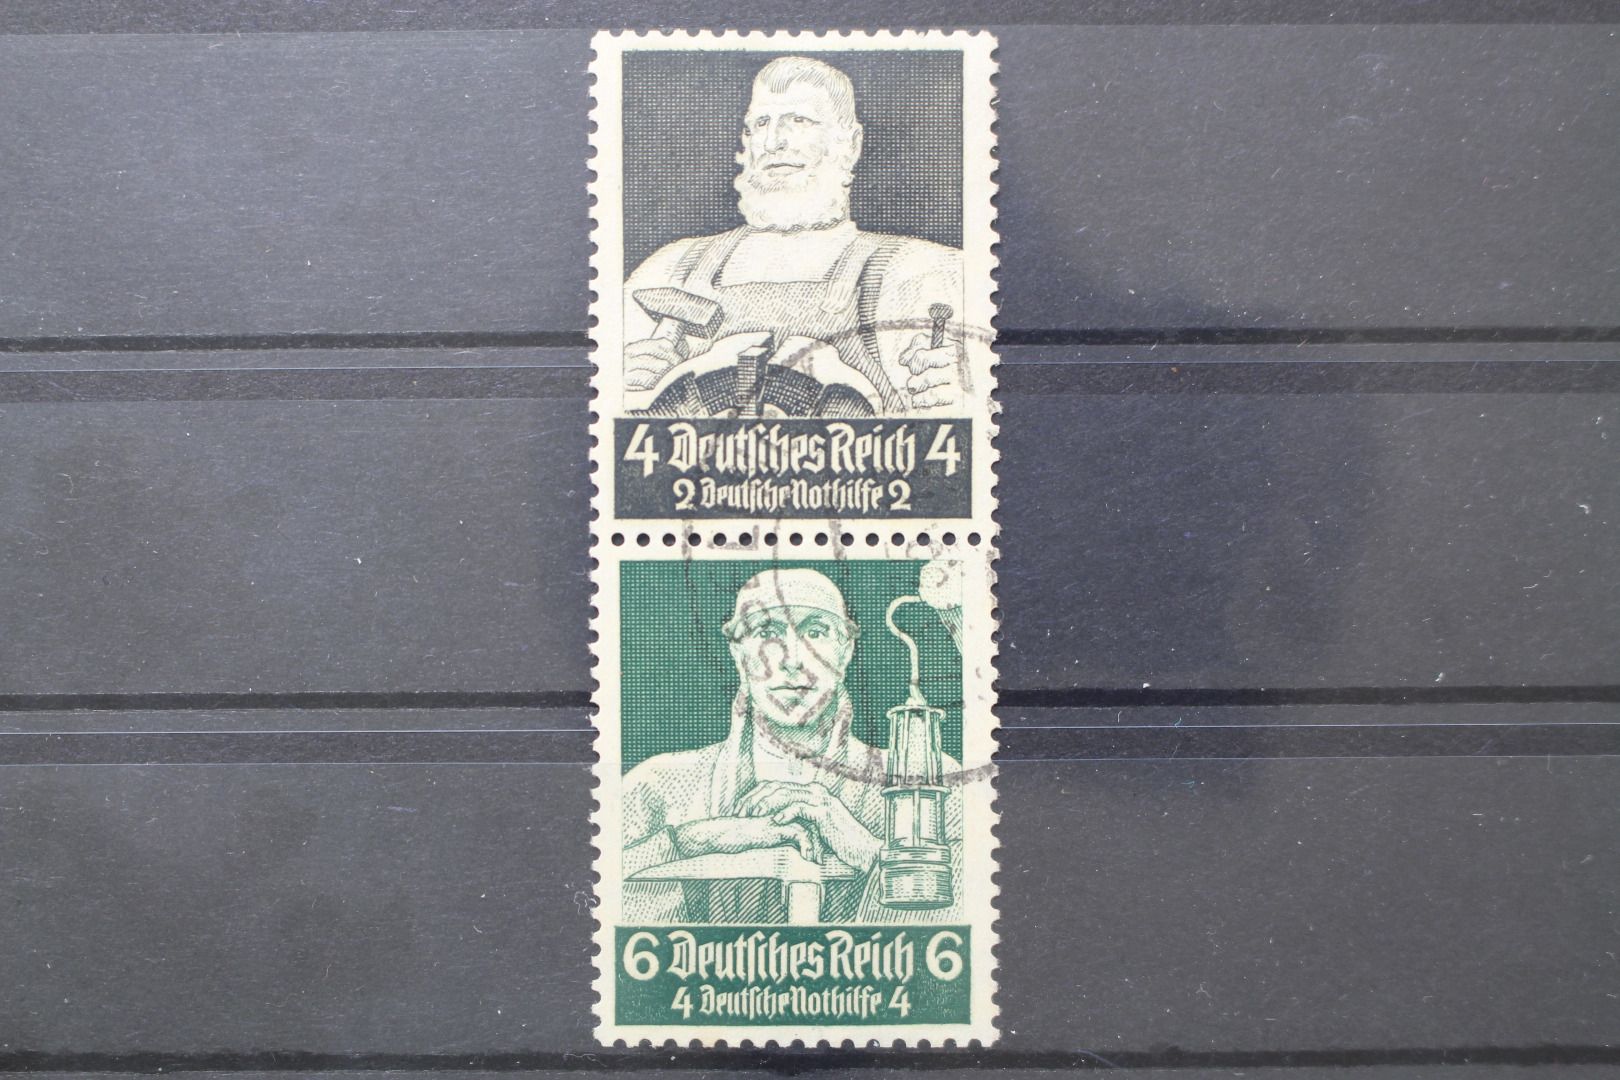 4 Deutſches Reich 4
2 Deutſche Nothilfe 2
6 Deutſches Reich 6
4 Deutſche Nothilfe 4